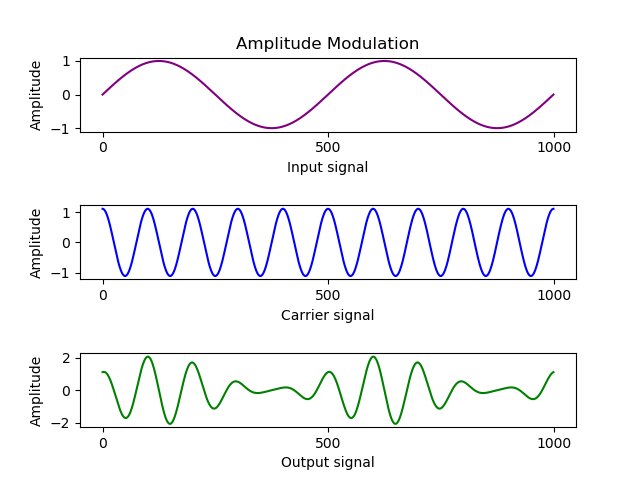 Amplitude Modulation
Amplitude
1
0
−1
0 500 1000
Input signal
Amplitude
1
0
−1
0 500 1000
Carrier signal
Amplitude
2
0
−2
0 500 1000
Output signal